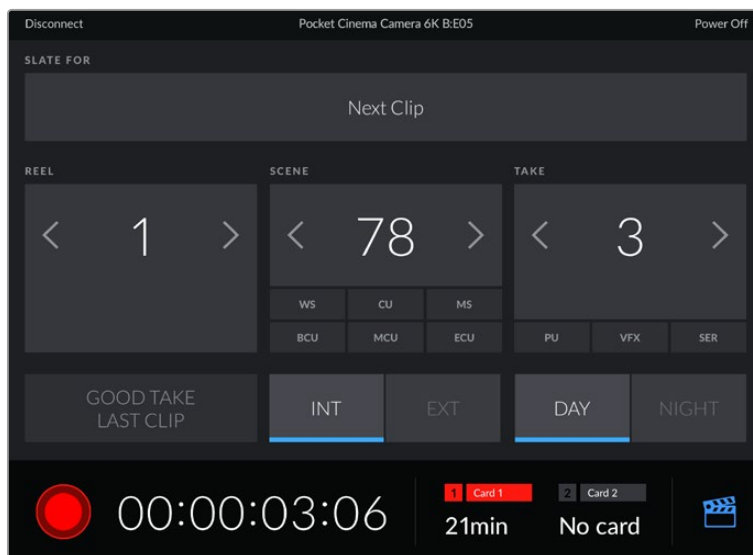 Disconnect Pocket Cinema Camera 6K B:E05 Power Off
SLATE FOR
Next Clip
REEL SCENE TAKE
1 78 3
WS CU MS
BCU MCU ECU PU VFX SER
GOOD TAKE
LAST CLIP
INT EXT DAY NIGHT
00:00:03:06
1 Card 1 2 Card 2
21min No card